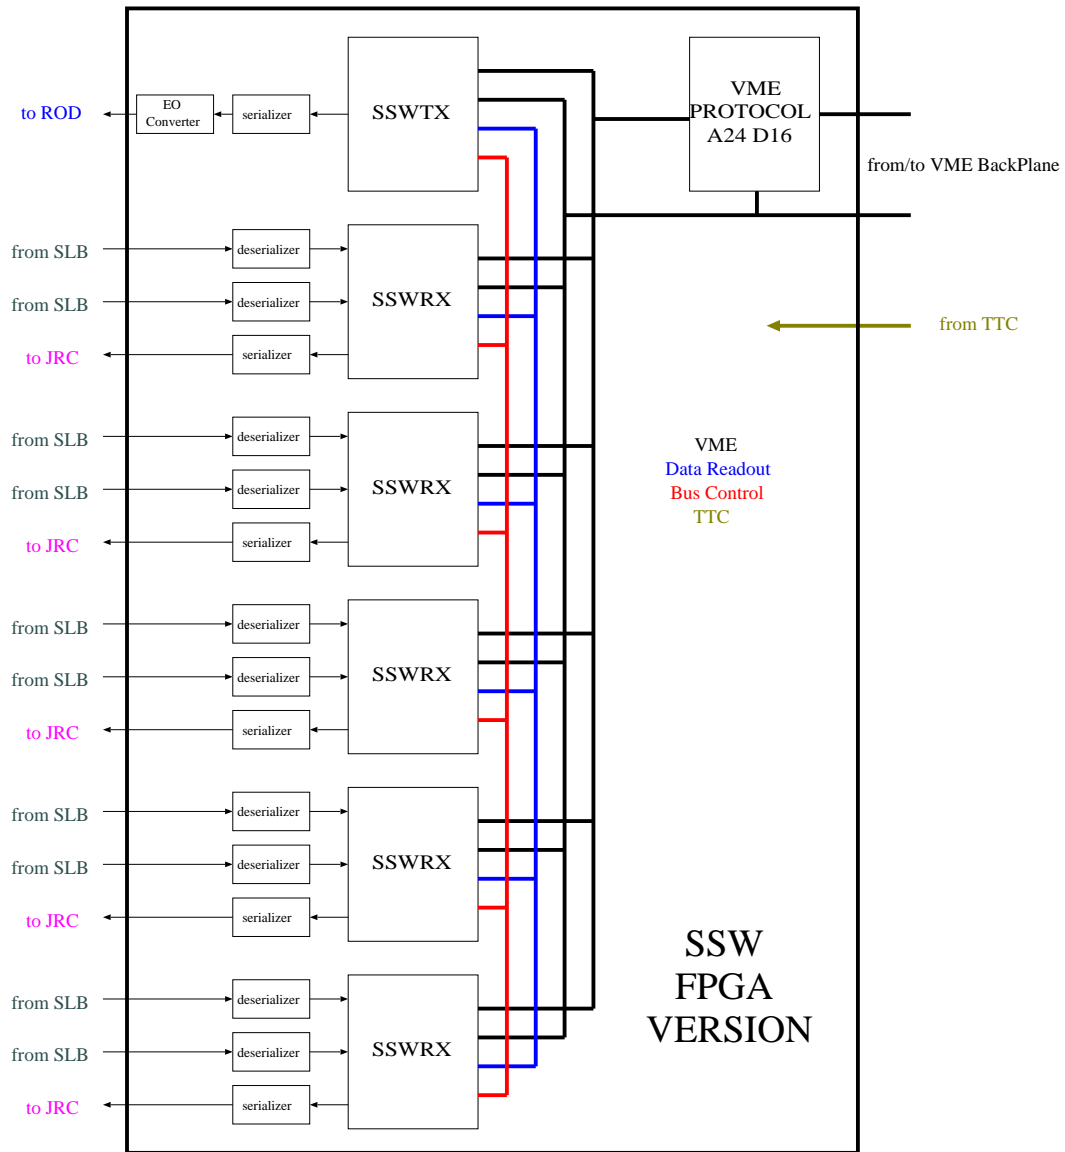 to ROD
EO
Converter
serializer
SSWTX
VME
PROTOCOL
A24 D16
from/to VME BackPlane
from SLB
deserializer
from SLB
deserializer
SSWRX
to JRC
serializer
from TTC
from SLB
deserializer
from SLB
deserializer
SSWRX
to JRC
serializer
VME
Data Readout
Bus Control
TTC
from SLB
deserializer
from SLB
deserializer
SSWRX
to JRC
serializer
from SLB
deserializer
from SLB
deserializer
SSWRX
to JRC
serializer
from SLB
deserializer
from SLB
deserializer
SSWRX
to JRC
serializer
SSW
FPGA
VERSION